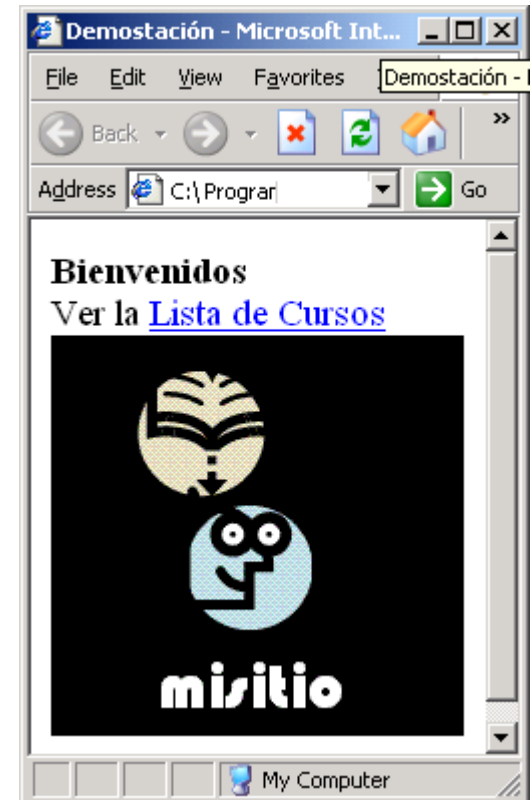 Demostación - Microsoft Int...
File Edit View Favorites
Demostación -
Back »
Address C:\Prograr Go
Bienvenidos
Ver la Lista de Cursos
misitio
My Computer